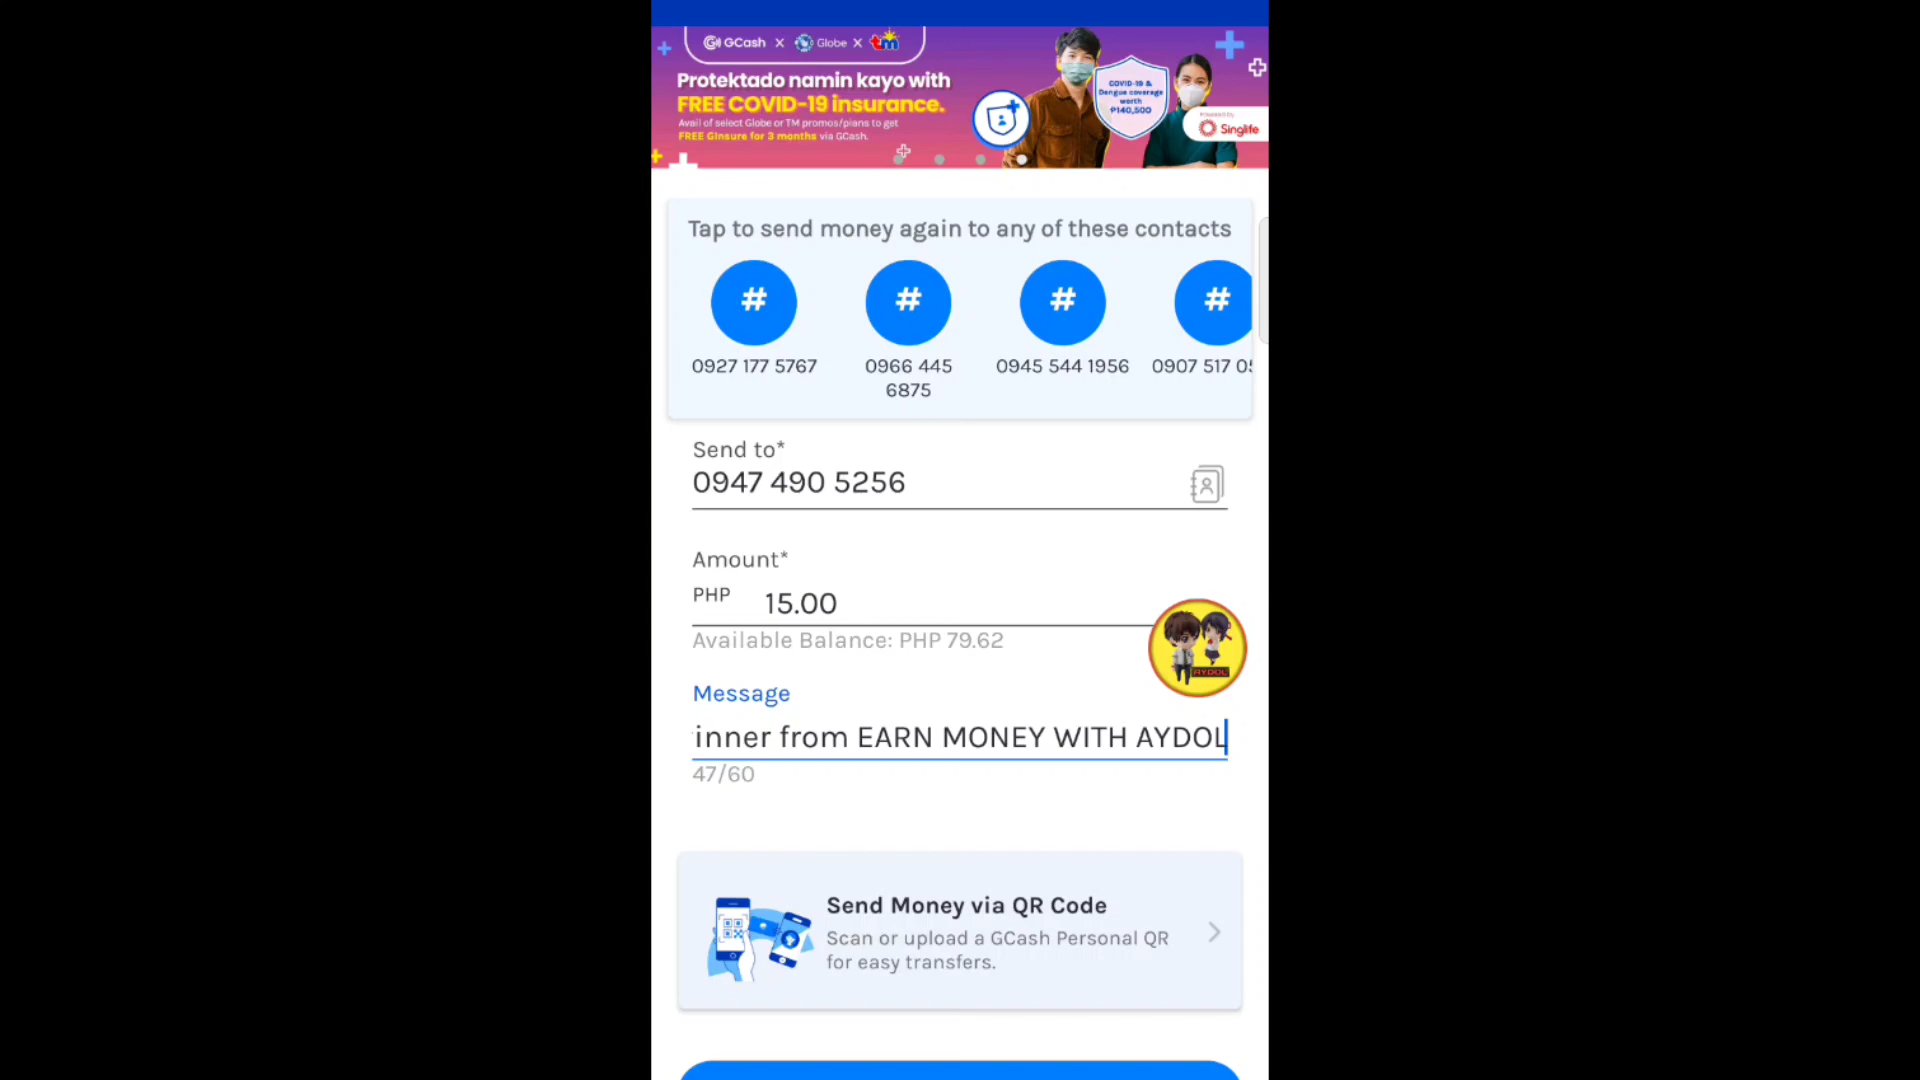 GCash X Globe X tm
Protektado namin kayo with
FREE COVID-19 insurance.
Avail of select Globe or TM promos/plans to get
FREE GInsure for 3 months via GCash.
COVID-19 &
Dengue coverage
worth
₱140,500
Powered by
Singlife
Tap to send money again to any of these contacts
# # # #
0927 177 5767
0966 445
6875
0945 544 1956
0907 517
Send to*
0947 490 5256
Amount*
PHP 15.00
Available Balance: PHP 79.62
AYDOL
Message
inner from EARN MONEY WITH AYDOL
47/60
Send Money via QR Code
Scan or upload a GCash Personal QR
for easy transfers.